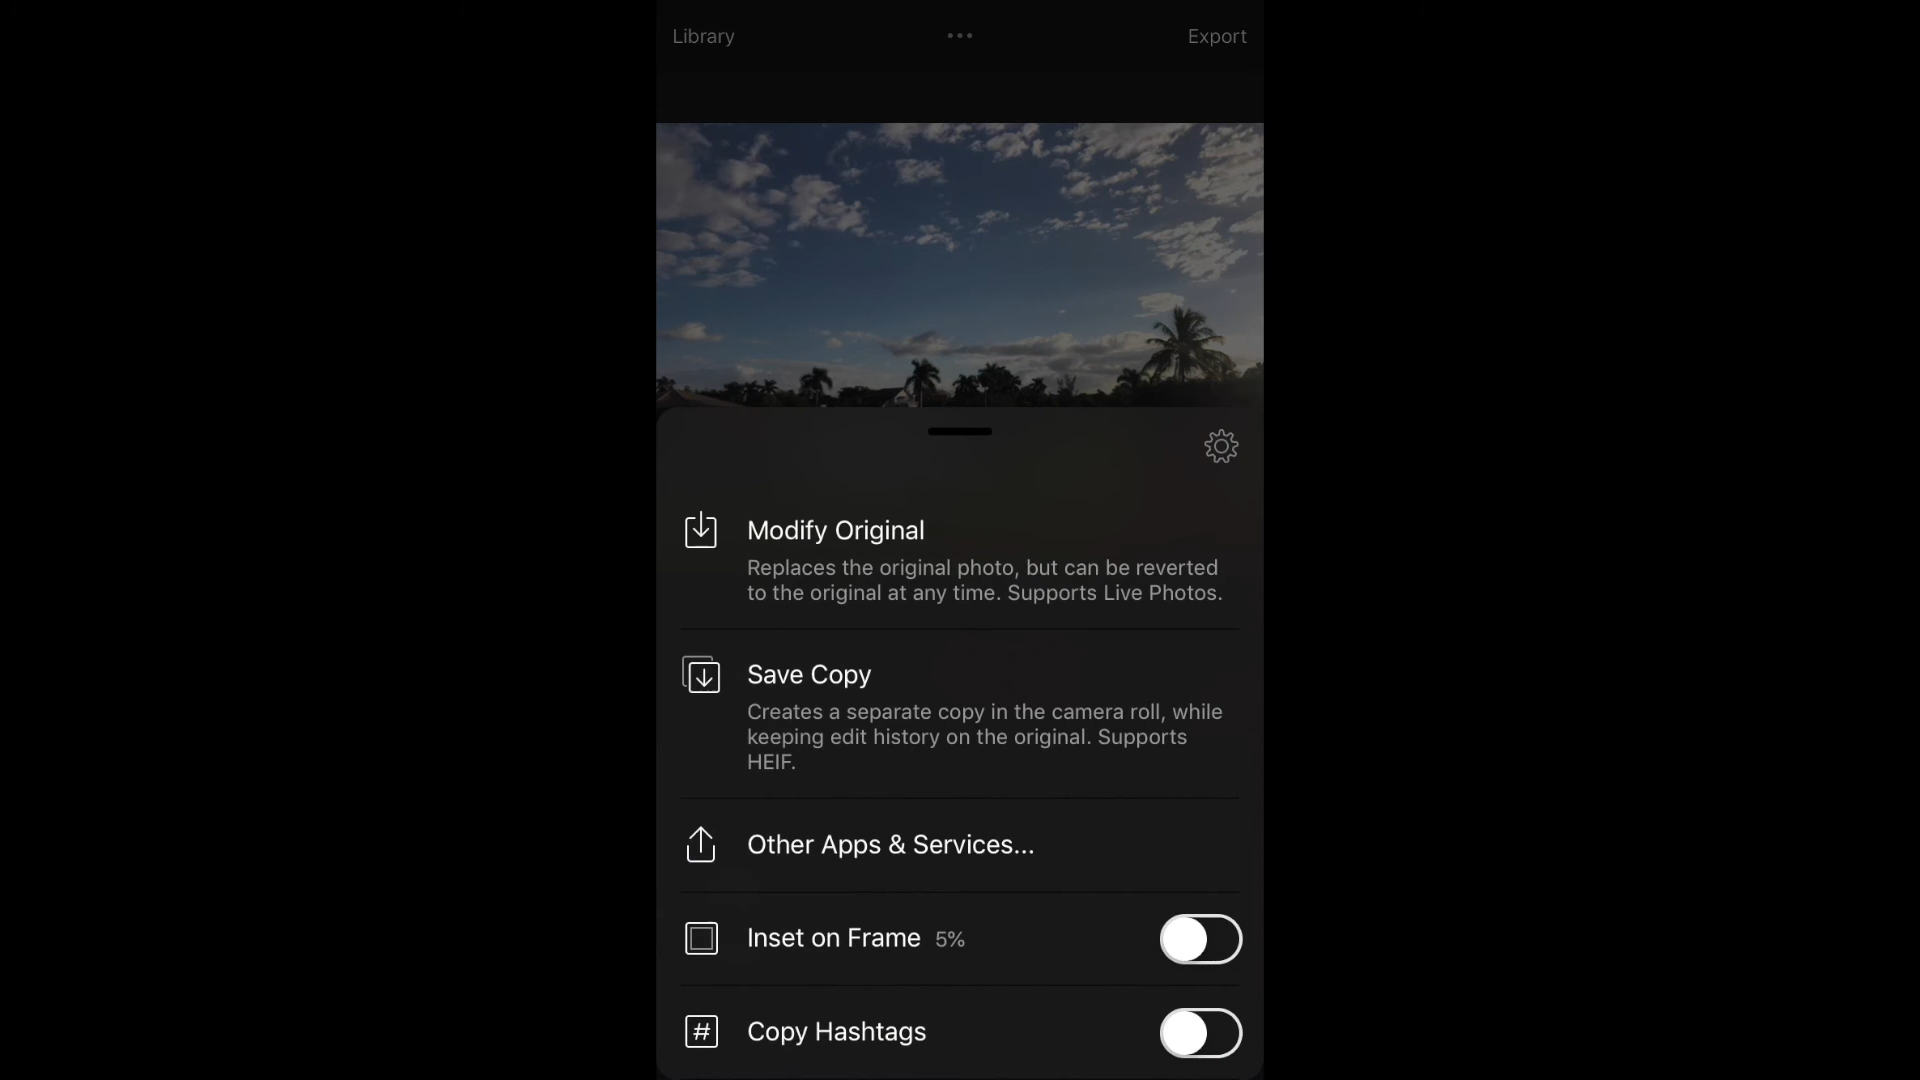 Library
Export
Modify Original
Replaces the original photo, but can be reverted
to the original at any time. Supports Live Photos.
Save Copy
Creates a separate copy in the camera roll, while
keeping edit history on the original. Supports
HEIF.
Other Apps & Services...
Inset on Frame 5%
# Copy Hashtags